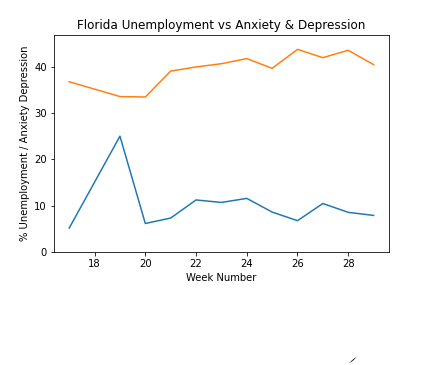 Florida Unemployment vs Anxiety & Depression
% Unemployment / Anxiety Depression
40
30
20
10
0
18 20 22 24 26 28
Week Number